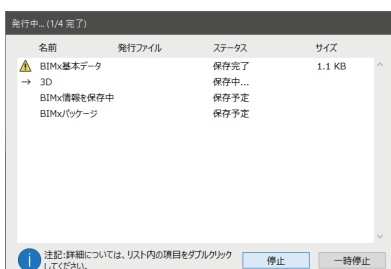 発行中... (1/4 完了)
名前 発行ファイル ステータス サイズ
BIMx基本データ 保存完了 1.1 KB
→ 3D 保存中...
BIMx情報を保存中 保存予定
BIMxパッケージ 保存予定
注記:詳細については、リスト内の項目をダブルクリック
してください。
停止 一時停止